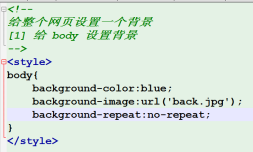 <!--
给整个网页设置一个背景
[1] 给 body 设置背景
-->
<style>
body{
background-color:blue;
background-image:url('back.jpg');
background-repeat:no-repeat;
}
</style>